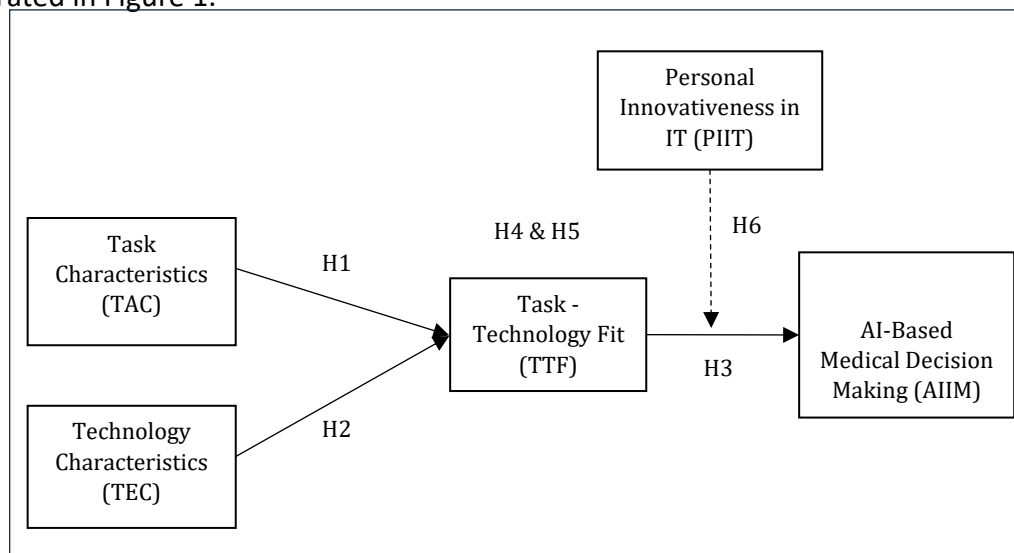 rated in Figure 1.
Personal
Innovativeness in
IT (PIIT)
Task
Characteristics
(TAC)
H4 & H5
H6
H1
Task -
Technology Fit
(TTF)
AI-Based
Medical Decision
Making (AIIM)
H3
H2
Technology
Characteristics
(TEC)